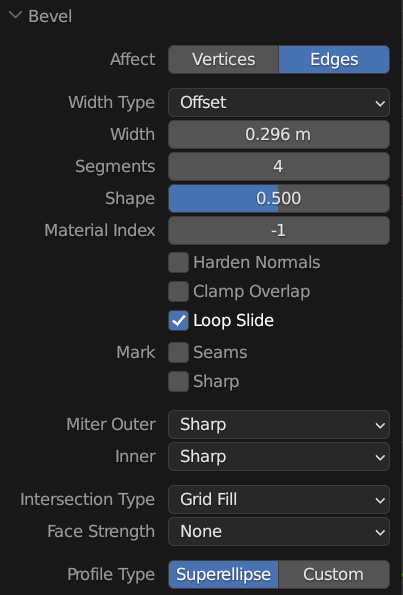 Bevel
Affect Vertices Edges
Width Type Offset
Width 0.296 m
Segments 4
Shape 0.500
Material Index -1
Harden Normals
Clamp Overlap
Loop Slide
Mark Seams
Sharp
Miter Outer Sharp
Inner Sharp
Intersection Type Grid Fill
Face Strength None
Profile Type Superellipse Custom